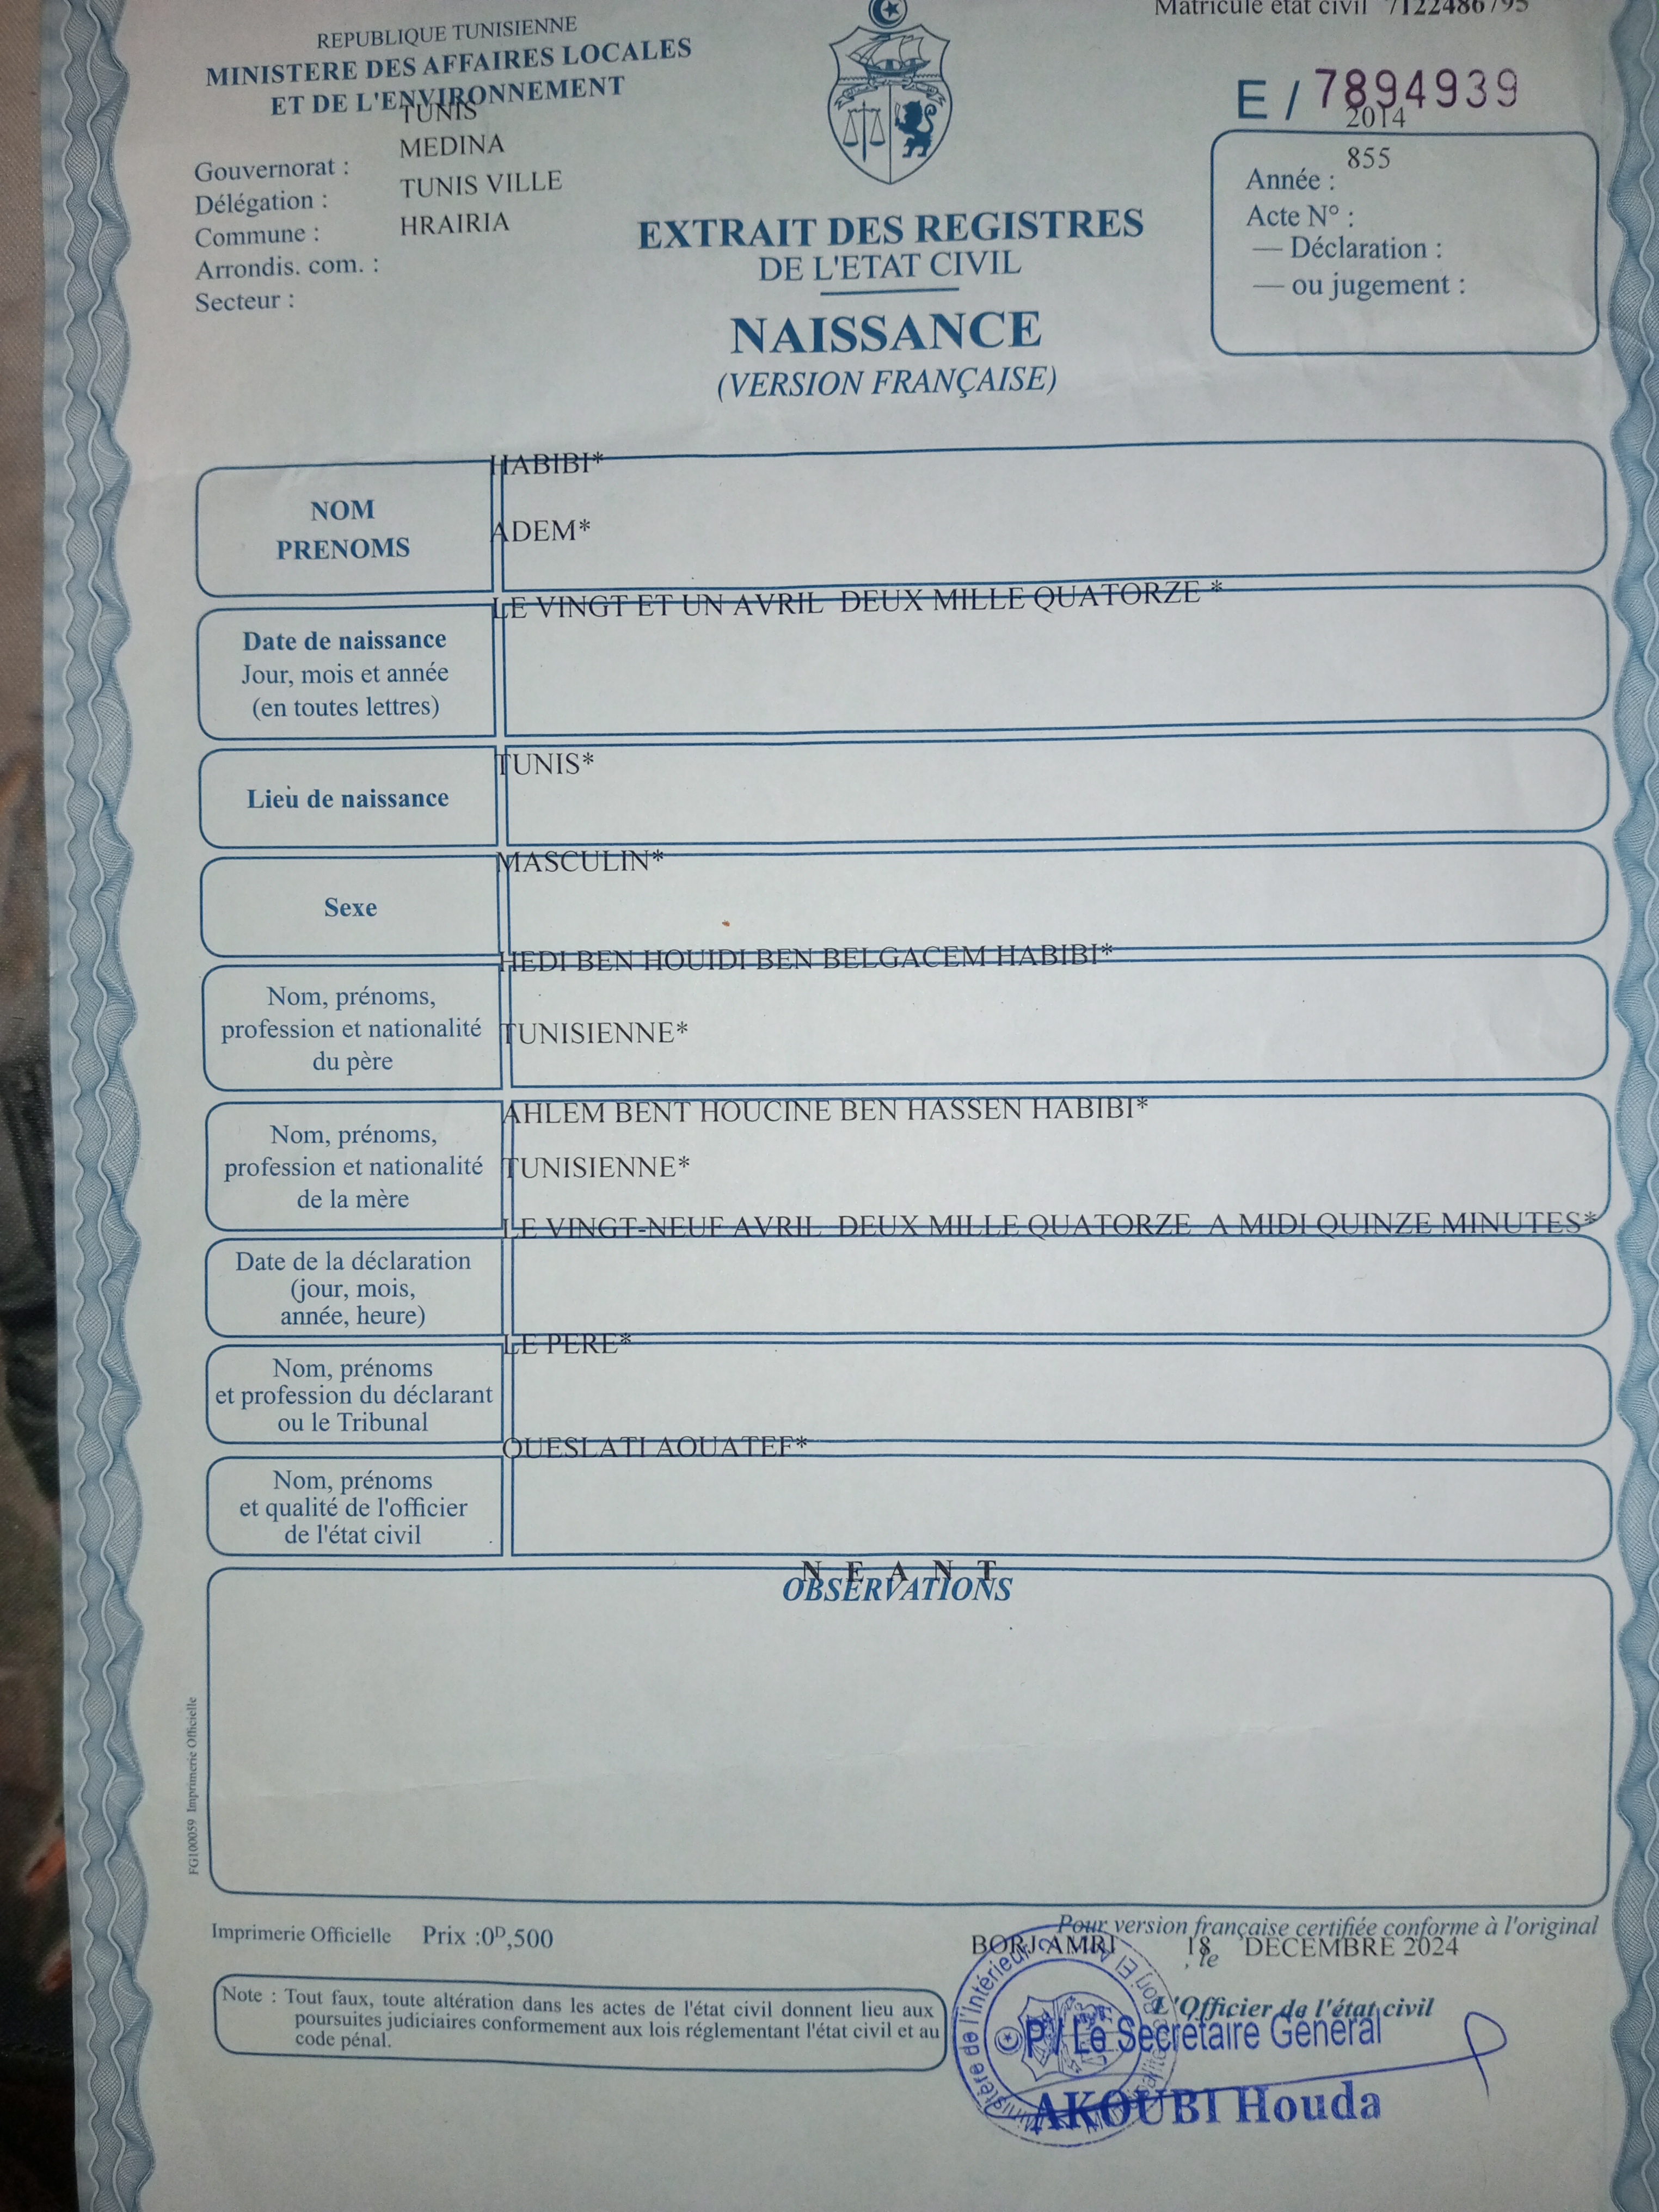 Matricule état civil 7122486795
REPUBLIQUE TUNISIENNE
MINISTERE DES AFFAIRES LOCALES
ET DE L'ENVIRONNEMENT
E / 7894939
TUNIS
MEDINA
TUNIS VILLE
HRAIRIA
Gouvernorat :
Délégation :
Commune :
Arrondis. com. :
Secteur :
2014
855
Année :
Acte N° :
— Déclaration :
— ou jugement :
EXTRAIT DES REGISTRES
DE L'ETAT CIVIL
NAISSANCE
(VERSION FRANÇAISE)
HABIBI*
NOM
ADEM*
PRENOMS
LE VINGT ET UN AVRIL DEUX MILLE QUATORZE *
Date de naissance
Jour, mois et année
(en toutes lettres)
TUNIS*
Lieu de naissance
MASCULIN*
Sexe
HEDI BEN HOUIDI BEN BELGACEM HABIBI*
Nom, prénoms,
profession et nationalité
du père
TUNISIENNE*
AHLEM BENT HOUCINE BEN HASSEN HABIBI*
Nom, prénoms,
profession et nationalité
de la mère
TUNISIENNE*
LE VINGT-NEUF AVRIL DEUX MILLE QUATORZE A MIDI QUINZE MINUTES*
Date de la déclaration
(jour, mois,
année, heure)
LE PERE*
Nom, prénoms
et profession du déclarant
ou le Tribunal
OUESLATI AOUATEF*
Nom, prénoms
et qualité de l'officier
de l'état civil
N E A N T
OBSERVATIONS
FG100059 Imprimerie Officielle
Imprimerie Officielle Prix :0D,500
Pour version française certifiée conforme à l'original
BORJ AMRI , le 18 DECEMBRE 2024
Note : Tout faux, toute altération dans les actes de l'état civil donnent lieu aux
poursuites judiciaires conformement aux lois réglementant l'état civil et au
code pénal.
L'Officier de l'état civil
P / Le Secrétaire Général
AKOUBI Houda
Ministère de l'Intérieur